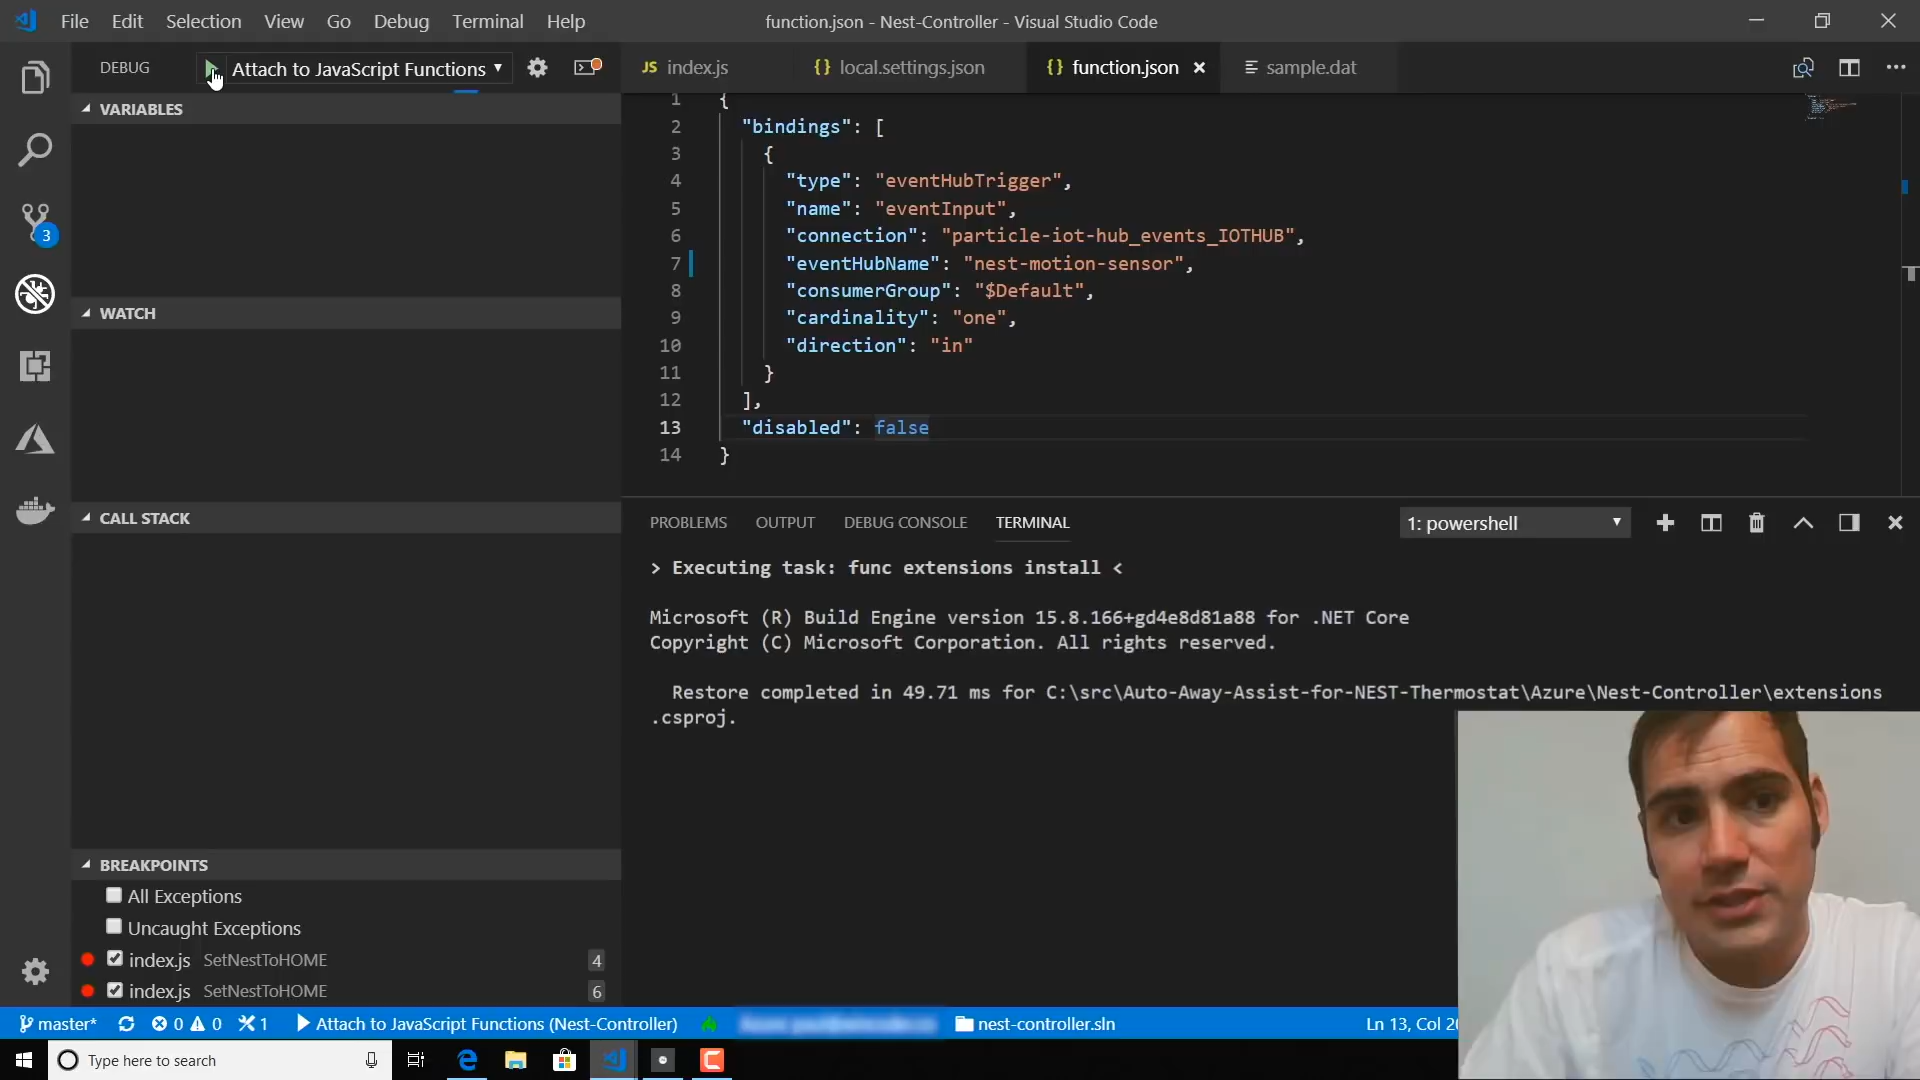 File Edit Selection View Go Debug Terminal Help
function.json - Nest-Controller - Visual Studio Code
DEBUG Attach to JavaScript Functions
JS index.js {} local.settings.json {} function.json sample.dat
VARIABLES
WATCH
CALL STACK
BREAKPOINTS
All Exceptions
Uncaught Exceptions
index.js SetNestToHOME 4
index.js SetNestToHOME 6
3
1 {
2 "bindings": [
3 {
4 "type": "eventHubTrigger",
5 "name": "eventInput",
6 "connection": "particle-iot-hub_events_IOTHUB",
7 "eventHubName": "nest-motion-sensor",
8 "consumerGroup": "$Default",
9 "cardinality": "one",
10 "direction": "in"
11 }
12 ],
13 "disabled": false
14 }
PROBLEMS OUTPUT DEBUG CONSOLE TERMINAL 1: powershell
> Executing task: func extensions install <
Microsoft (R) Build Engine version 15.8.166+gd4e8d81a88 for .NET Core
Copyright (C) Microsoft Corporation. All rights reserved.
Restore completed in 49.71 ms for C:\src\Auto-Away-Assist-for-NEST-Thermostat\Azure\Nest-Controller\extensions
.csproj.
master* 0 0 1 Attach to JavaScript Functions (Nest-Controller) nest-controller.sln Ln 13, Col
Type here to search